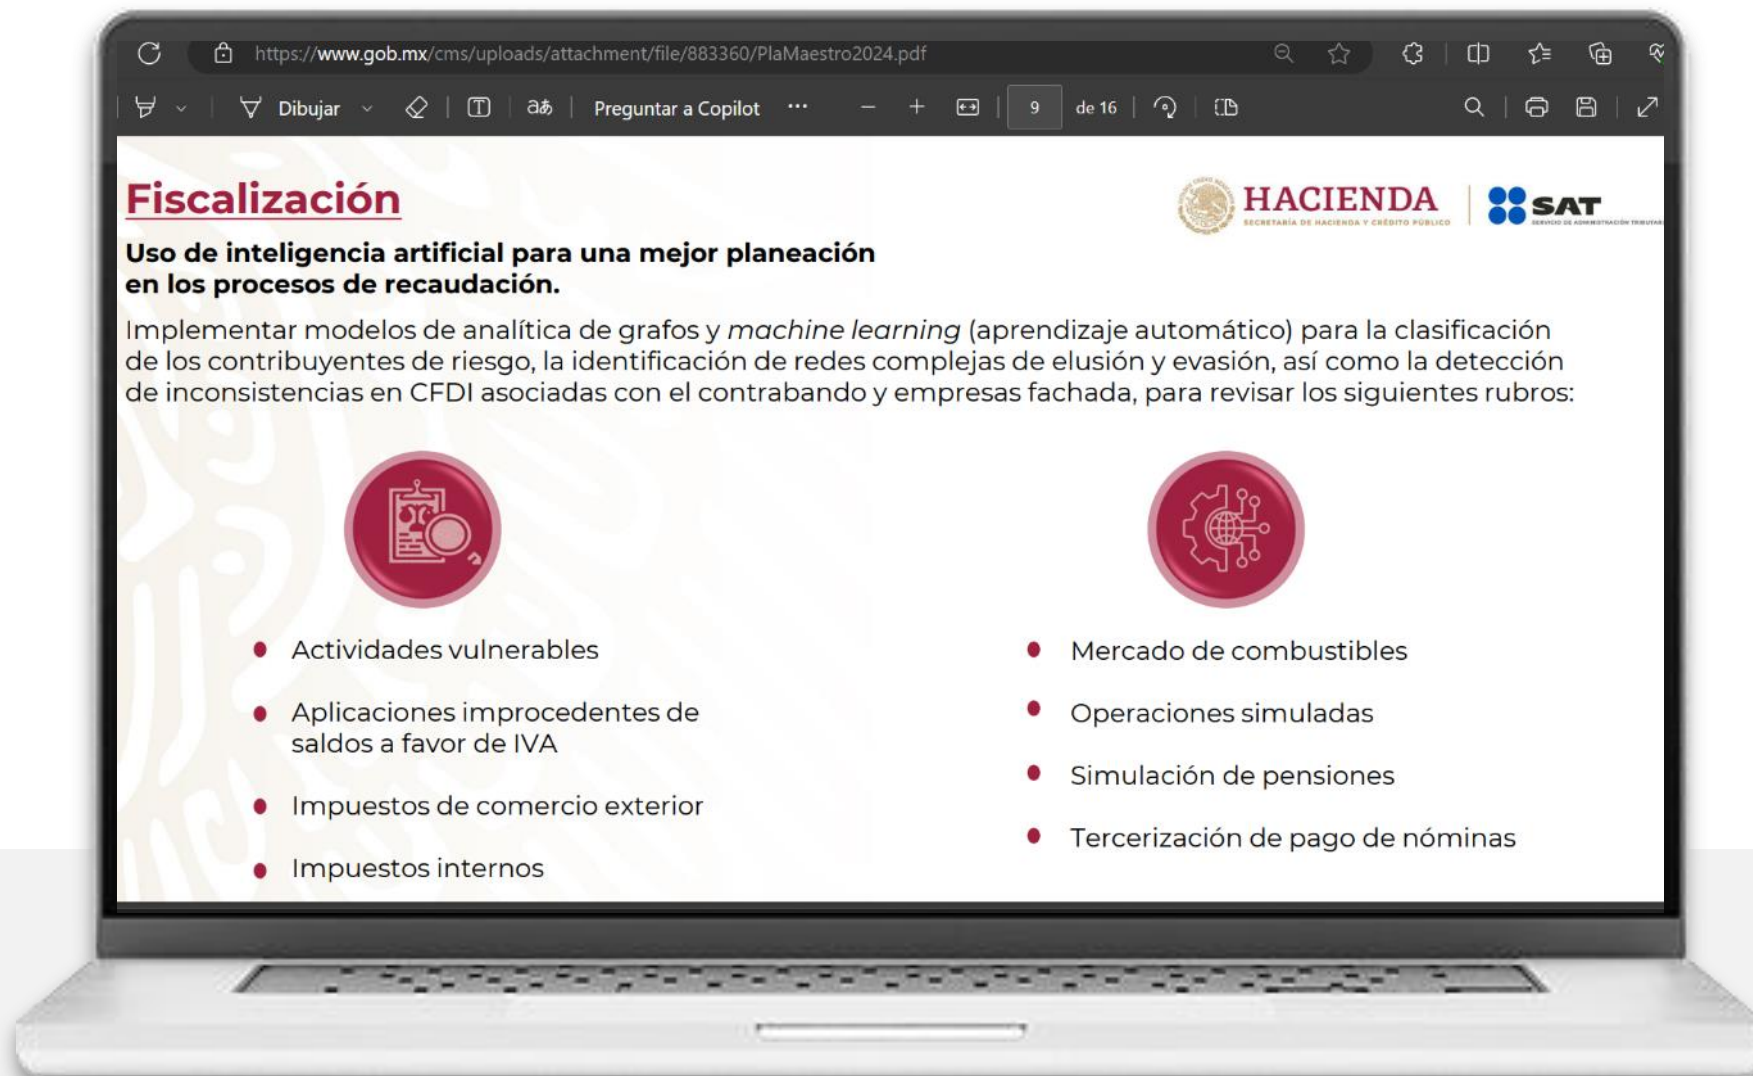 https://www.gob.mx/cms/uploads/attachment/file/883360/PlaMaestro2024.pdf
Dibujar
aあ
Preguntar a Copilot
9 de 16
Fiscalización
HACIENDA
SECRETARÍA DE HACIENDA Y CRÉDITO PÚBLICO
SAT
SERVICIO DE ADMINISTRACIÓN
Uso de inteligencia artificial para una mejor planeación
en los procesos de recaudación.
Implementar modelos de analítica de grafos y machine learning (aprendizaje automático) para la clasificación
de los contribuyentes de riesgo, la identificación de redes complejas de elusión y evasión, así como la detección
de inconsistencias en CFDI asociadas con el contrabando y empresas fachada, para revisar los siguientes rubros:
Actividades vulnerables
Aplicaciones improcedentes de
saldos a favor de IVA
Impuestos de comercio exterior
Impuestos internos
Mercado de combustibles
Operaciones simuladas
Simulación de pensiones
Tercerización de pago de nóminas